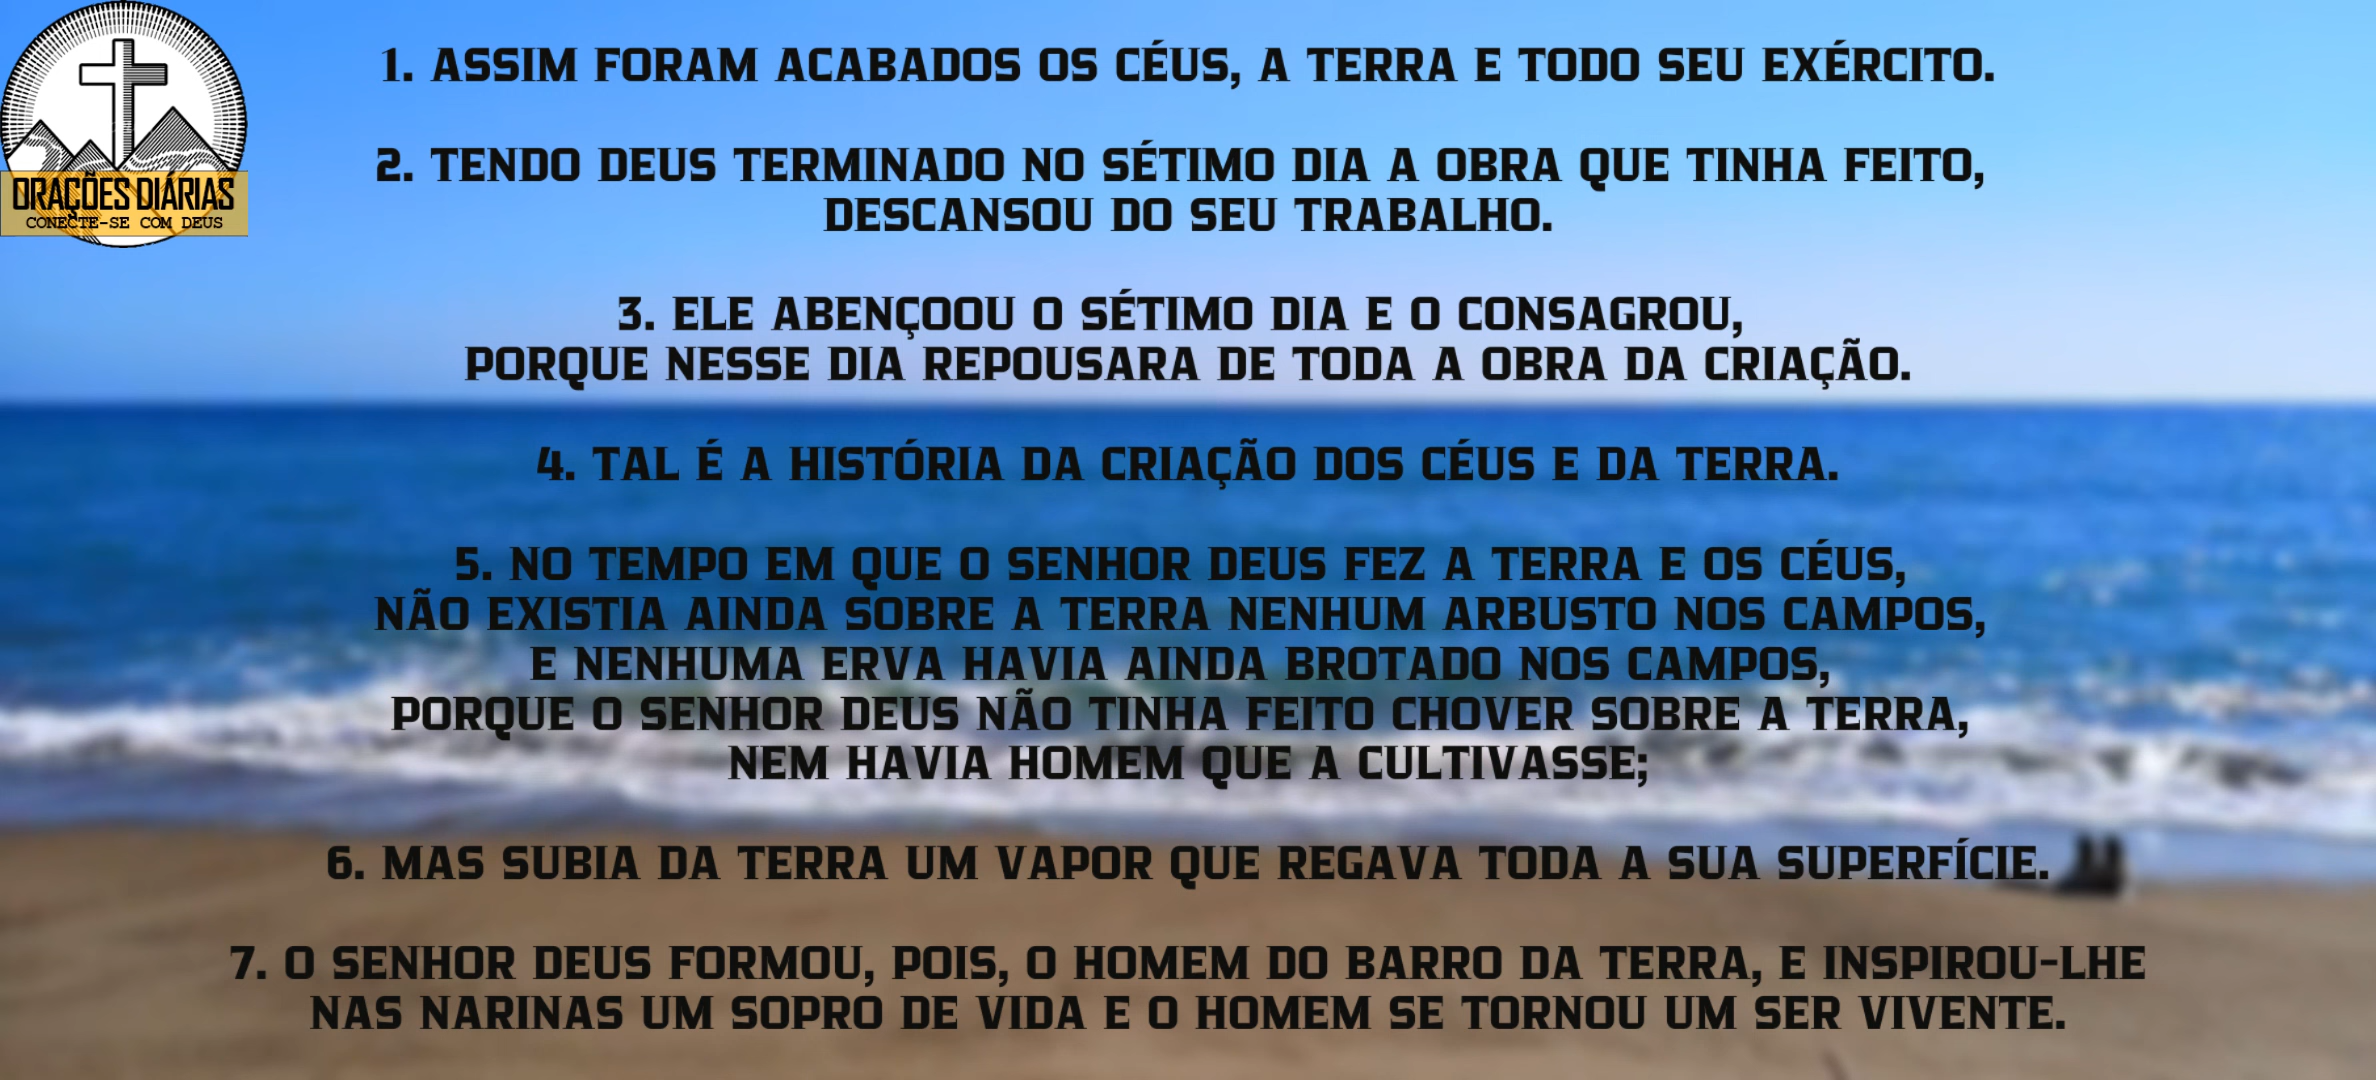 ORAÇÕES DIÁRIAS
CONECTE-SE COM DEUS
1. ASSIM FORAM ACABADOS OS CÉUS, A TERRA E TODO SEU EXÉRCITO.
2. TENDO DEUS TERMINADO NO SÉTIMO DIA A OBRA QUE TINHA FEITO,
DESCANSOU DO SEU TRABALHO.
3. ELE ABENÇOOU O SÉTIMO DIA E O CONSAGROU,
PORQUE NESSE DIA REPOUSARA DE TODA A OBRA DA CRIAÇÃO.
4. TAL É A HISTÓRIA DA CRIAÇÃO DOS CÉUS E DA TERRA.
5. NO TEMPO EM QUE O SENHOR DEUS FEZ A TERRA E OS CÉUS,
NÃO EXISTIA AINDA SOBRE A TERRA NENHUM ARBUSTO NOS CAMPOS,
E NENHUMA ERVA HAVIA AINDA BROTADO NOS CAMPOS,
PORQUE O SENHOR DEUS NÃO TINHA FEITO CHOVER SOBRE A TERRA,
NEM HAVIA HOMEM QUE A CULTIVASSE;
6. MAS SUBIA DA TERRA UM VAPOR QUE REGAVA TODA A SUA SUPERFÍCIE.
7. O SENHOR DEUS FORMOU, POIS, O HOMEM DO BARRO DA TERRA, E INSPIROU-LHE
NAS NARINAS UM SOPRO DE VIDA E O HOMEM SE TORNOU UM SER VIVENTE.